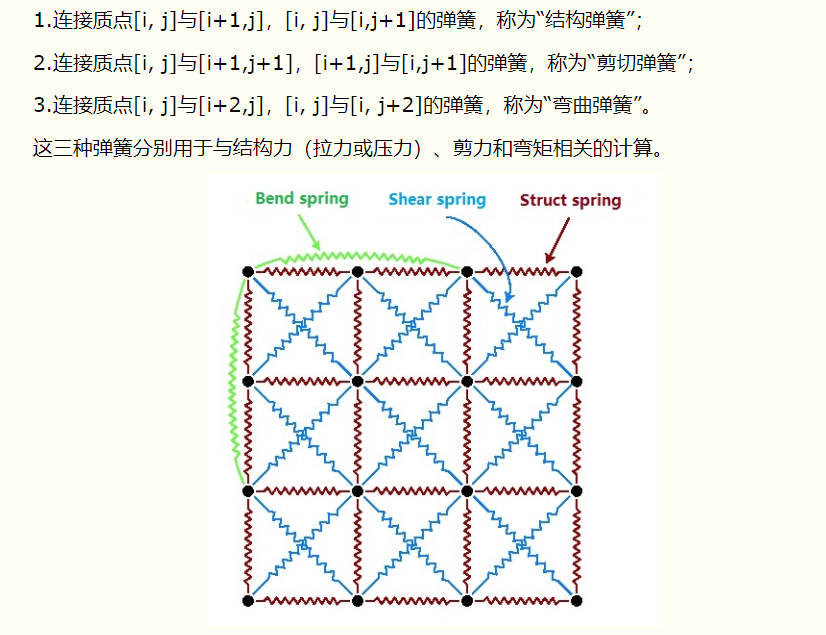 1.连接质点[i, j]与[i+1,j]，[i, j]与[i,j+1]的弹簧，称为“结构弹簧”；
2.连接质点[i, j]与[i+1,j+1]，[i+1,j]与[i,j+1]的弹簧，称为“剪切弹簧”；
3.连接质点[i, j]与[i+2,j]，[i, j]与[i, j+2]的弹簧，称为“弯曲弹簧”。
这三种弹簧分别用于与结构力（拉力或压力）、剪力和弯矩相关的计算。
Bend spring Shear spring Struct spring